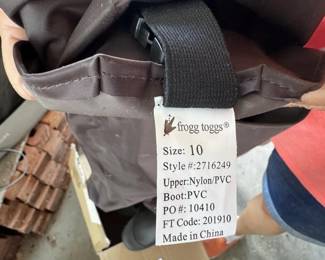 frogg toggs®
Size: 10
Style #:2716249
Upper:Nylon/PVC
Boot:PVC
PO #: 10410
FT Code: 201910
Made in China